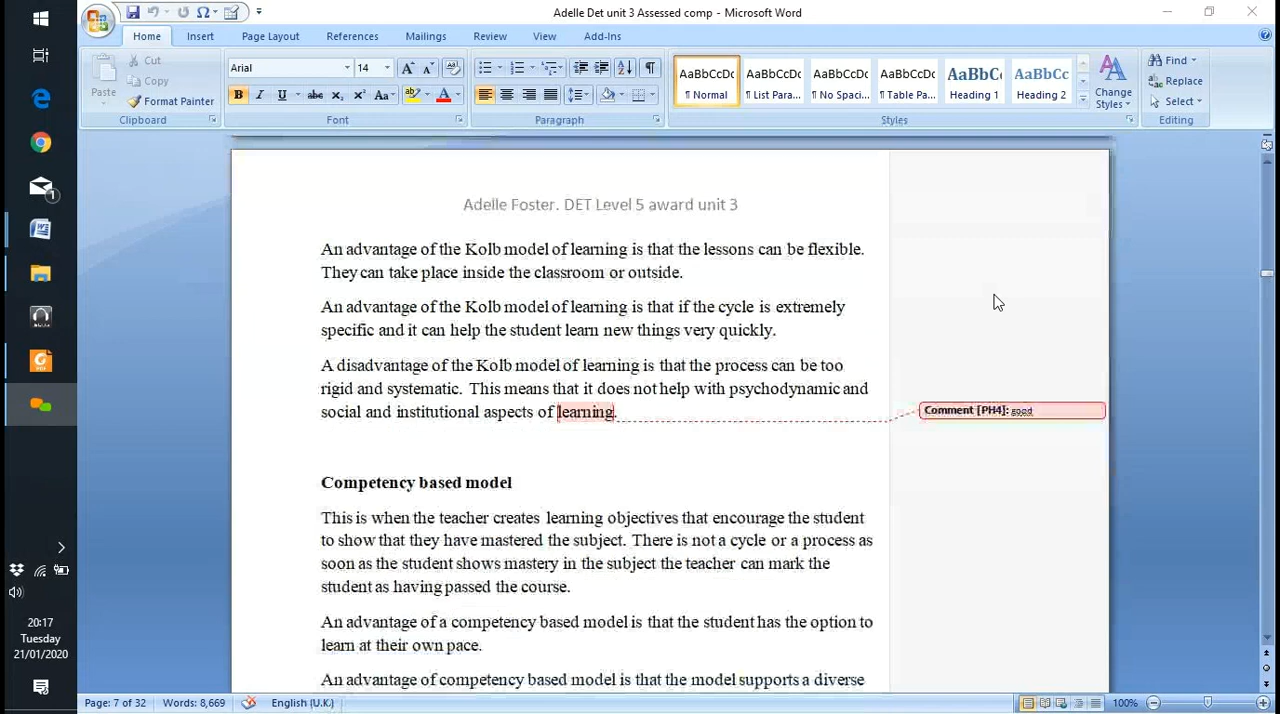 Adelle Det unit 3 Assessed comp - Microsoft Word
Home Insert Page Layout References Mailings Review View Add-Ins
Cut
Copy
Format Painter
Paste
Clipboard
Arial 14
B I U abc x₂ x² Aa
Font
Paragraph
AaBbCcDc AaBbCcDc AaBbCcDc AaBbCcDc AaBbC AaBbCc
¶ Normal ¶ List Para... ¶ No Spaci... ¶ Table Pa... Heading 1 Heading 2
Change
Styles
Styles
Find
Replace
Select
Editing
Adelle Foster. DET Level 5 award unit 3
An advantage of the Kolb model of learning is that the lessons can be flexible.
They can take place inside the classroom or outside.
An advantage of the Kolb model of learning is that if the cycle is extremely
specific and it can help the student learn new things very quickly.
A disadvantage of the Kolb model of learning is that the process can be too
rigid and systematic. This means that it does not help with psychodynamic and
social and institutional aspects of learning.
Comment [PH4]: good
Competency based model
This is when the teacher creates learning objectives that encourage the student
to show that they have mastered the subject. There is not a cycle or a process as
soon as the student shows mastery in the subject the teacher can mark the
student as having passed the course.
An advantage of a competency based model is that the student has the option to
learn at their own pace.
An advantage of competency based model is that the model supports a diverse
1
20:17
Tuesday
21/01/2020
Page: 7 of 32 Words: 8,669 English (U.K.) 100%